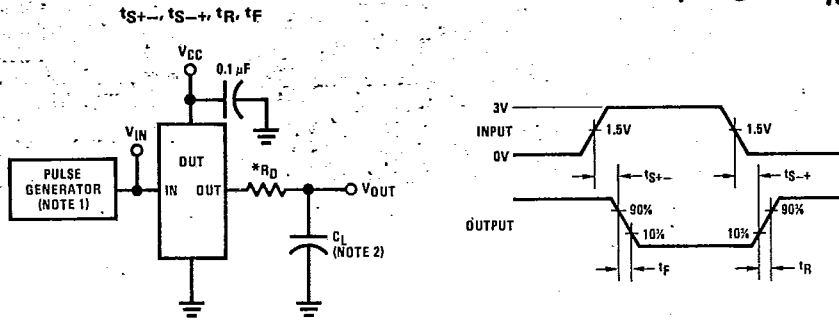 tS+–, tS–+, tR, tF
VCC
0.1 µF
VIN
DUT
PULSE
GENERATOR
(NOTE 1)
IN
OUT
*RD
VOUT
CL
(NOTE 2)
3V
INPUT
0V
1.5V
1.5V
tS+–
tS–+
OUTPUT
90%
10%
10%
90%
tF
tR